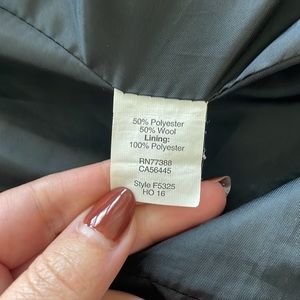 50% Polyester
50% Wool
Lining:
100% Polyester
RN77388
CA56445
Style F5325
HO 16